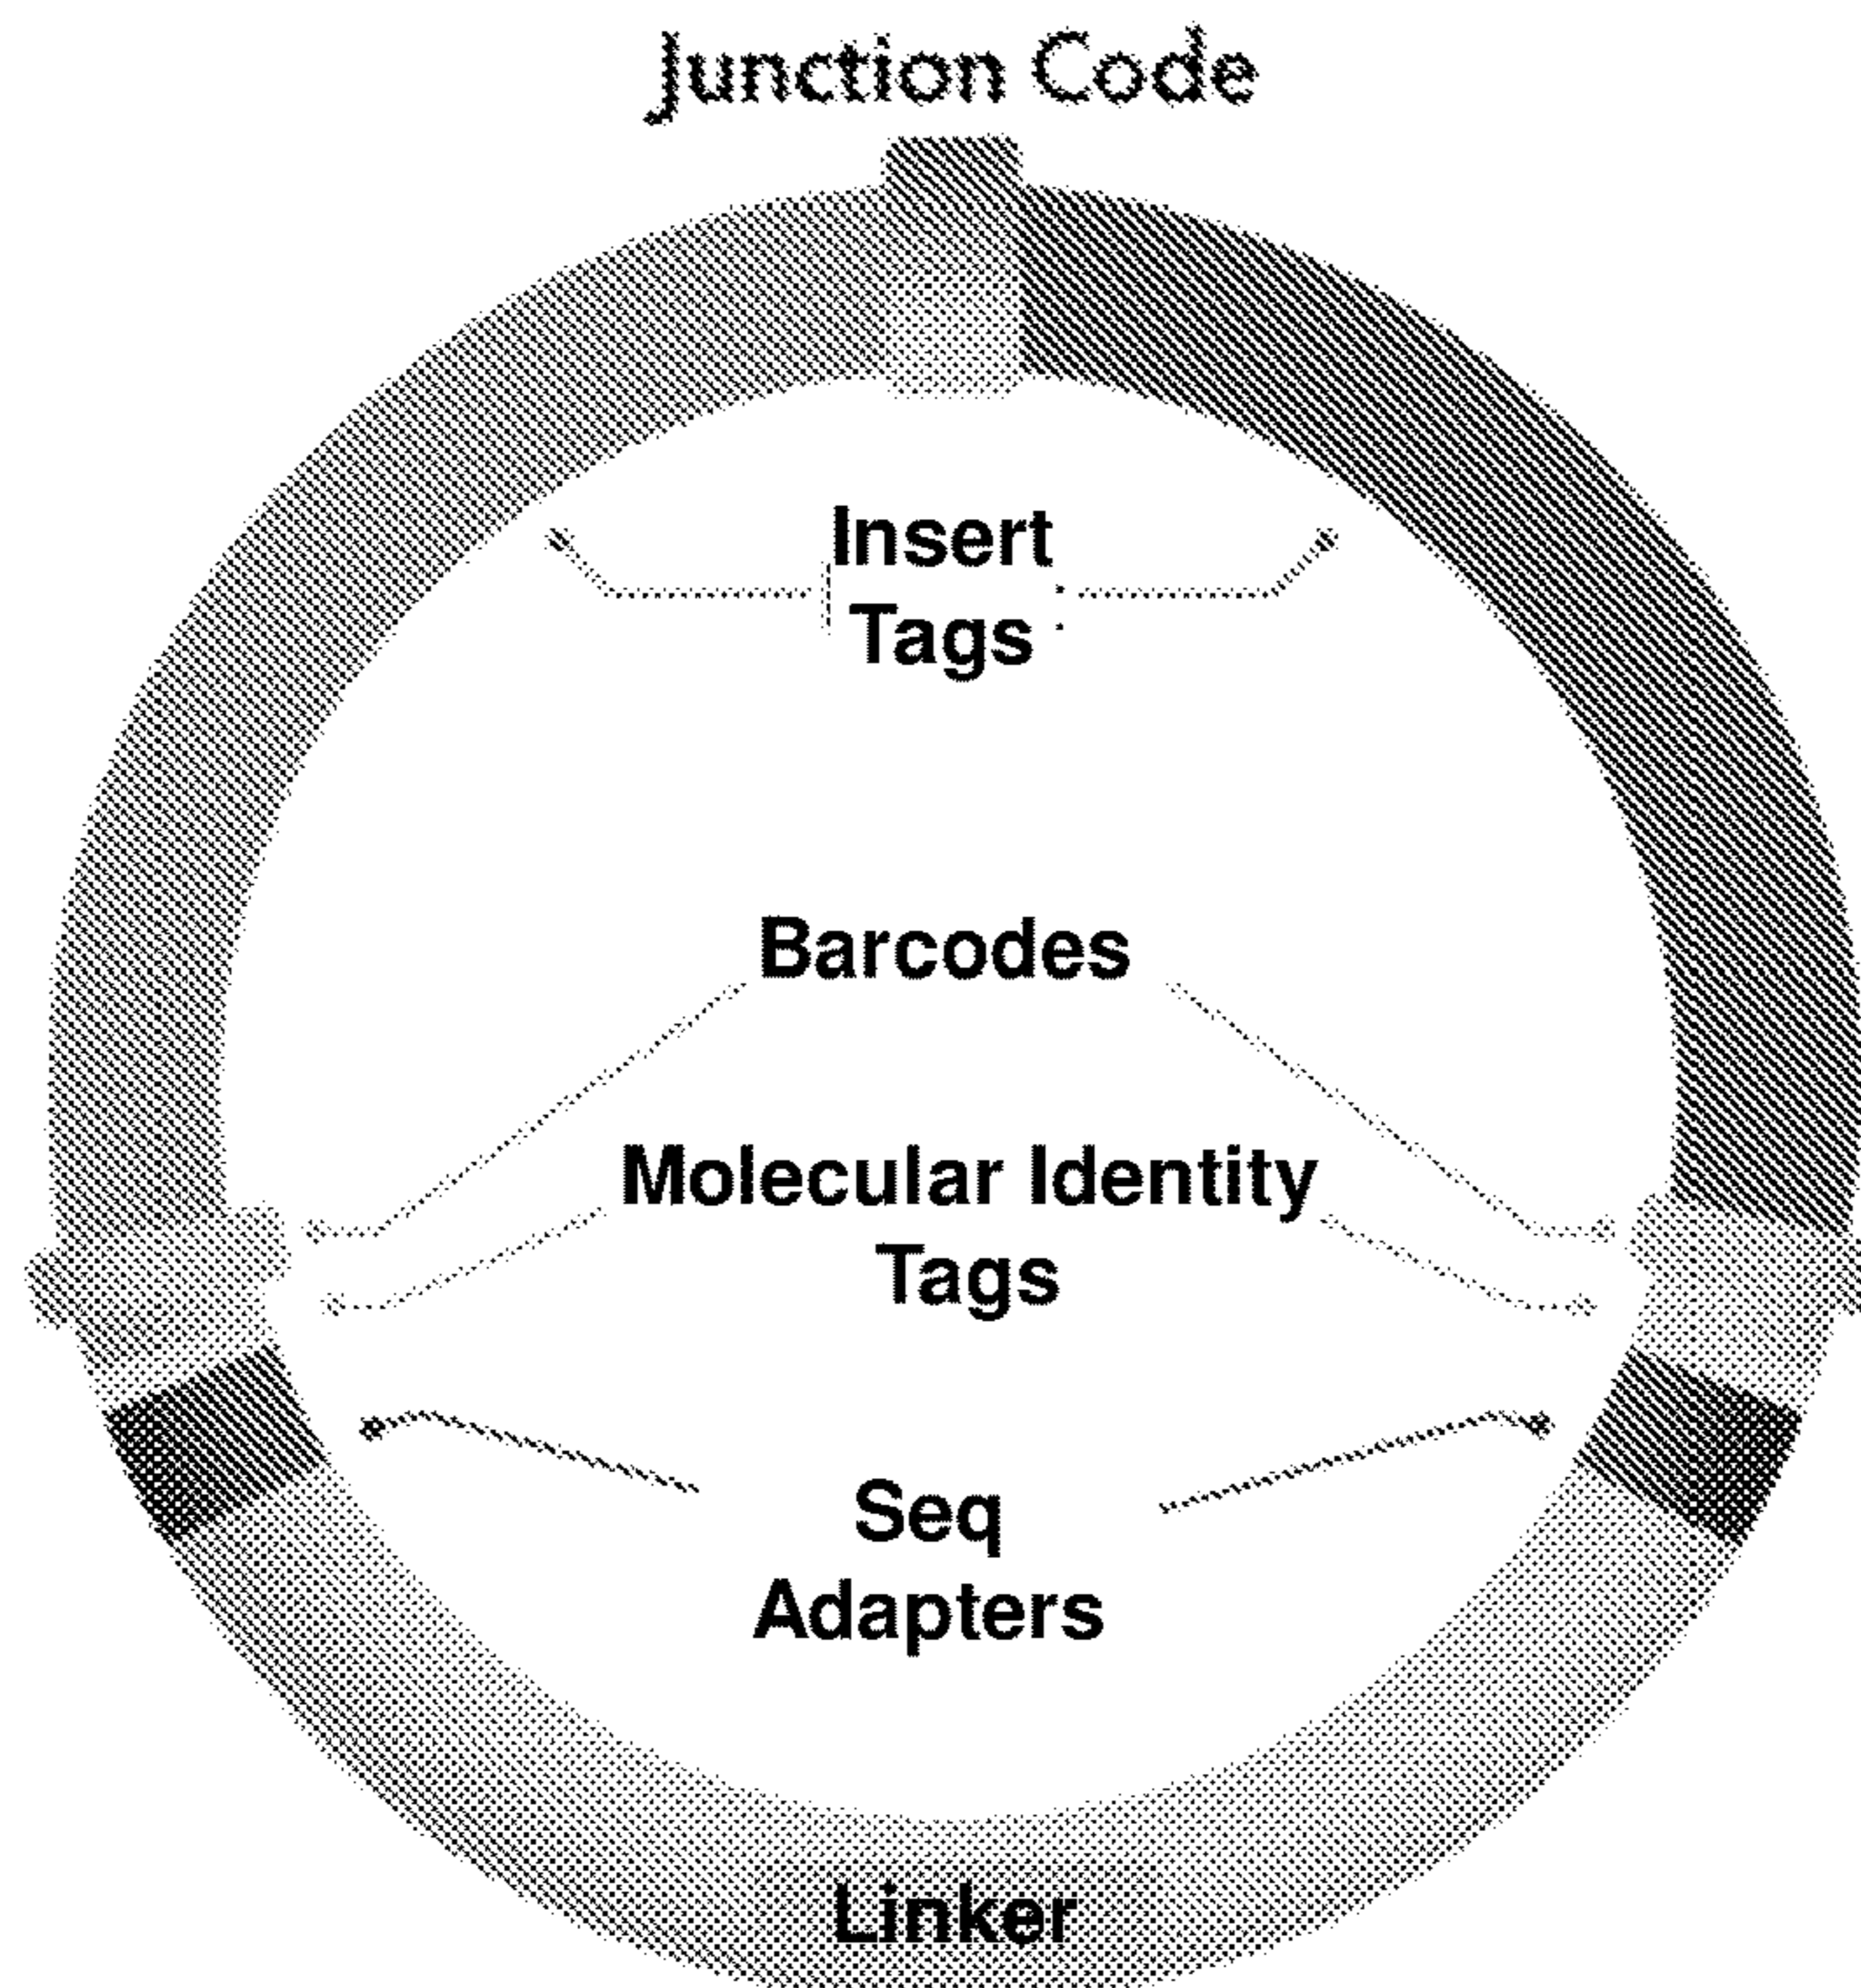 Junction Code
Insert
Tags
Barcodes
Molecular Identity
Tags
Seq
Adapters
Linker